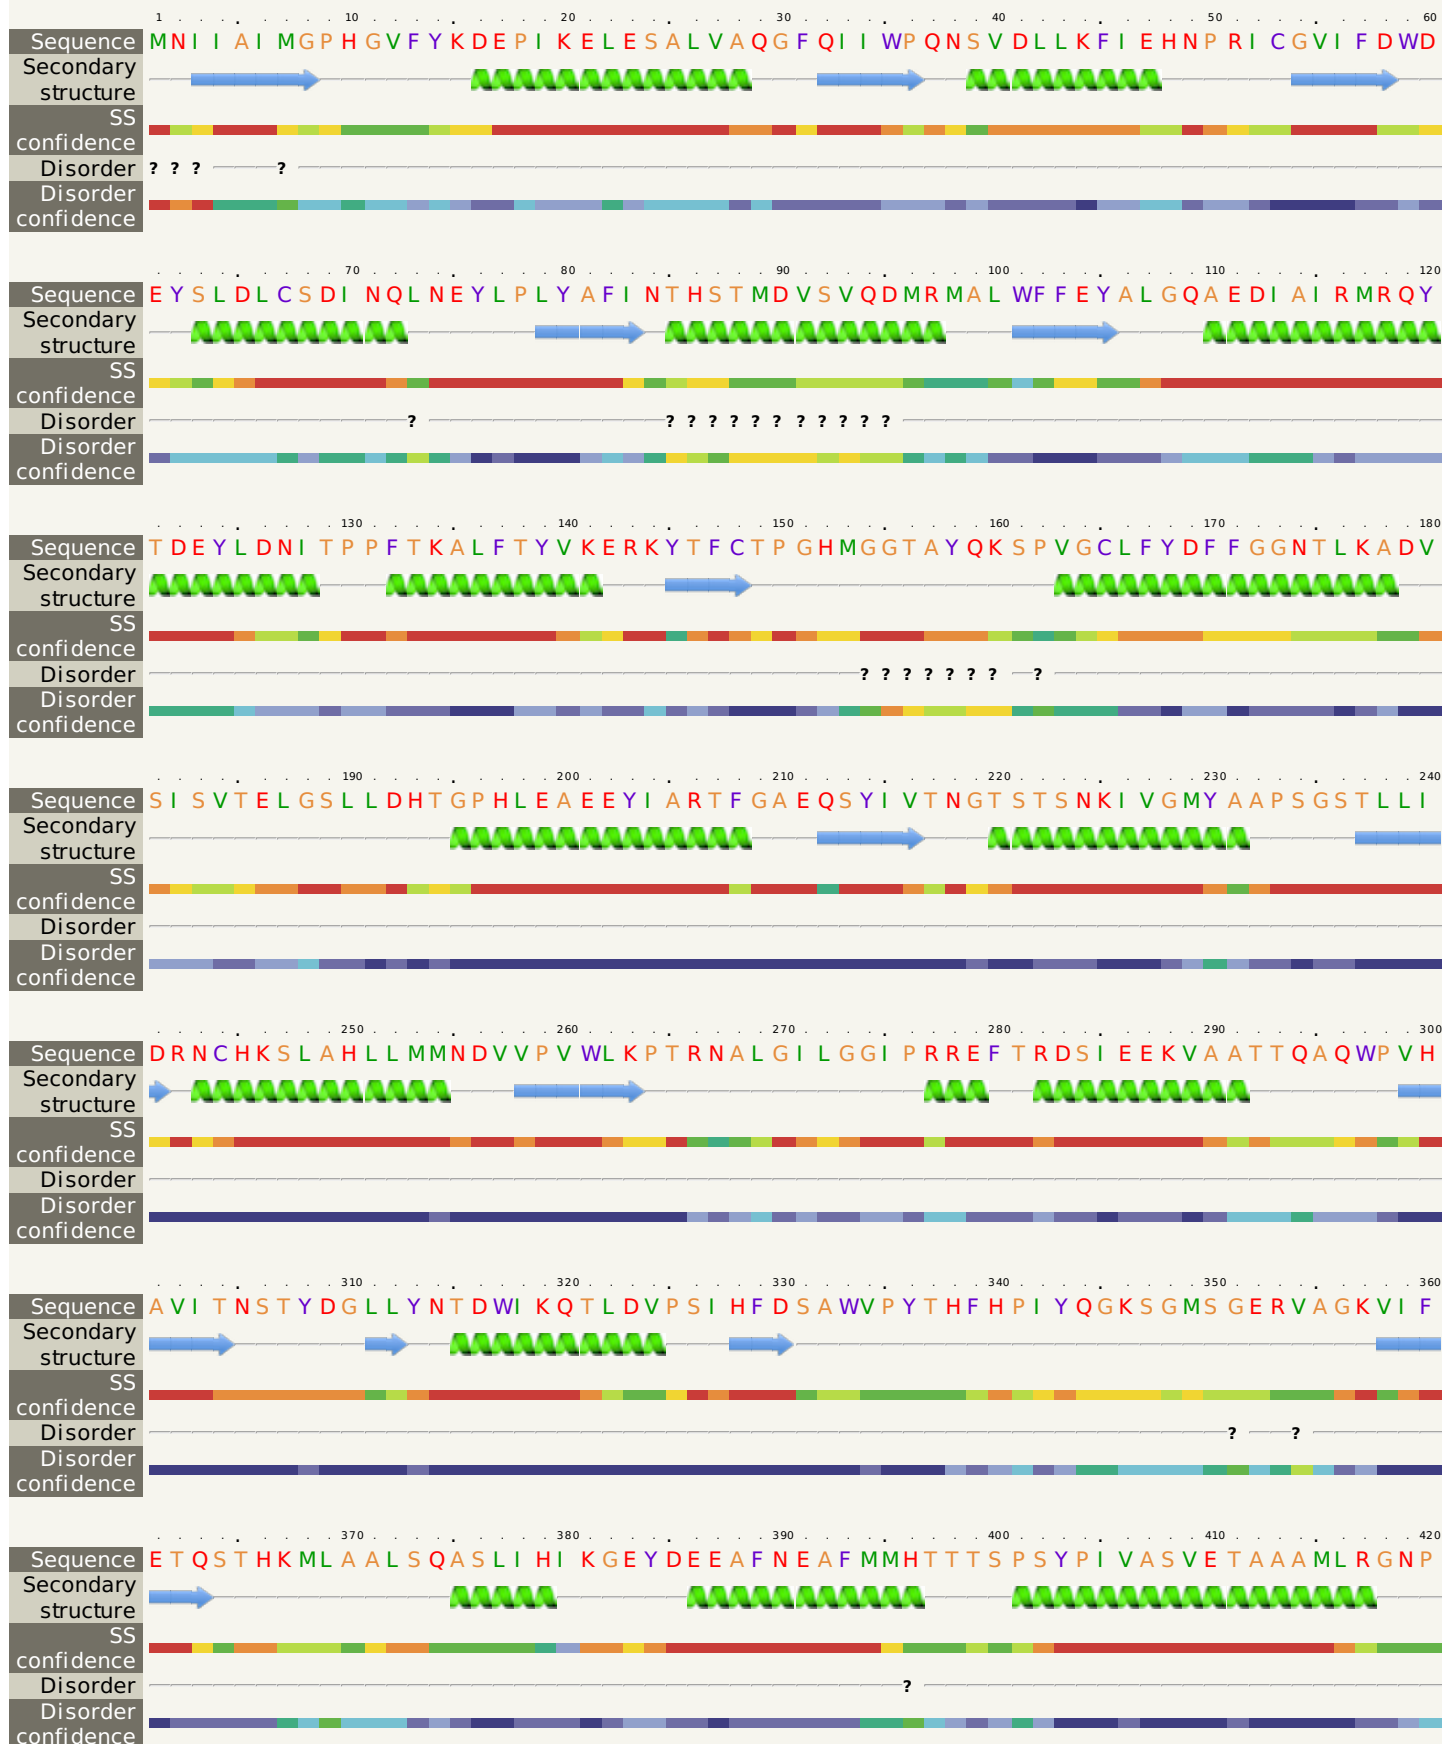 1 10 20 30 40 50 60
Sequence MNIIAIMGPHGVFYKDEPIKELESALVAQGFQIIWPQNSVDLLKFIEHNPRICGVIFDWD
Secondary
structure
SS
confidence
Disorder ? ? ? ?
Disorder
confidence
70 80 90 100 110 120
Sequence EYSLDLCSDINQLNEYLPLYAFINTHSTMDVSVQDMRMALWFFEYALGQAEDIAIRMRQY
Secondary
structure
SS
confidence
Disorder ? ? ? ? ? ? ? ? ? ? ? ?
Disorder
confidence
130 140 150 160 170 180
Sequence TDEYLDNITPPFTKALFTYVKERKYTFCTPGHMGGTAYQKSPVGCLFYDFFGGNTLKADV
Secondary
structure
SS
confidence
Disorder ? ? ? ? ? ? ? ?
Disorder
confidence
190 200 210 220 230 240
Sequence SISVTELGSLLDHTGPHLEAEEYIARTFGAEQSYIVTNGTSTSNKIVGMYAAPSGSTLLI
Secondary
structure
SS
confidence
Disorder
Disorder
confidence
250 260 270 280 290 300
Sequence DRNCHKSLAHLLMMNDVVPVWLKPTRNALGILGGIPRREFTRDSIEEKVAATTQAQWPVH
Secondary
structure
SS
confidence
Disorder
Disorder
confidence
310 320 330 340 350 360
Sequence AVITNSTYDGLLYNTDWIKQTLDVPSIHFDSAWVPYTHFHPIYQGKSGMSGERVAGKVIF
Secondary
structure
SS
confidence
Disorder ? ?
Disorder
confidence
370 380 390 400 410 420
Sequence ETQSTHKMLAALSQASLIHIKGEYDEEAFNEAFMMHTTTSPSYPIVASVETAAAMLRGNP
Secondary
structure
SS
confidence
Disorder ?
Disorder
confidence